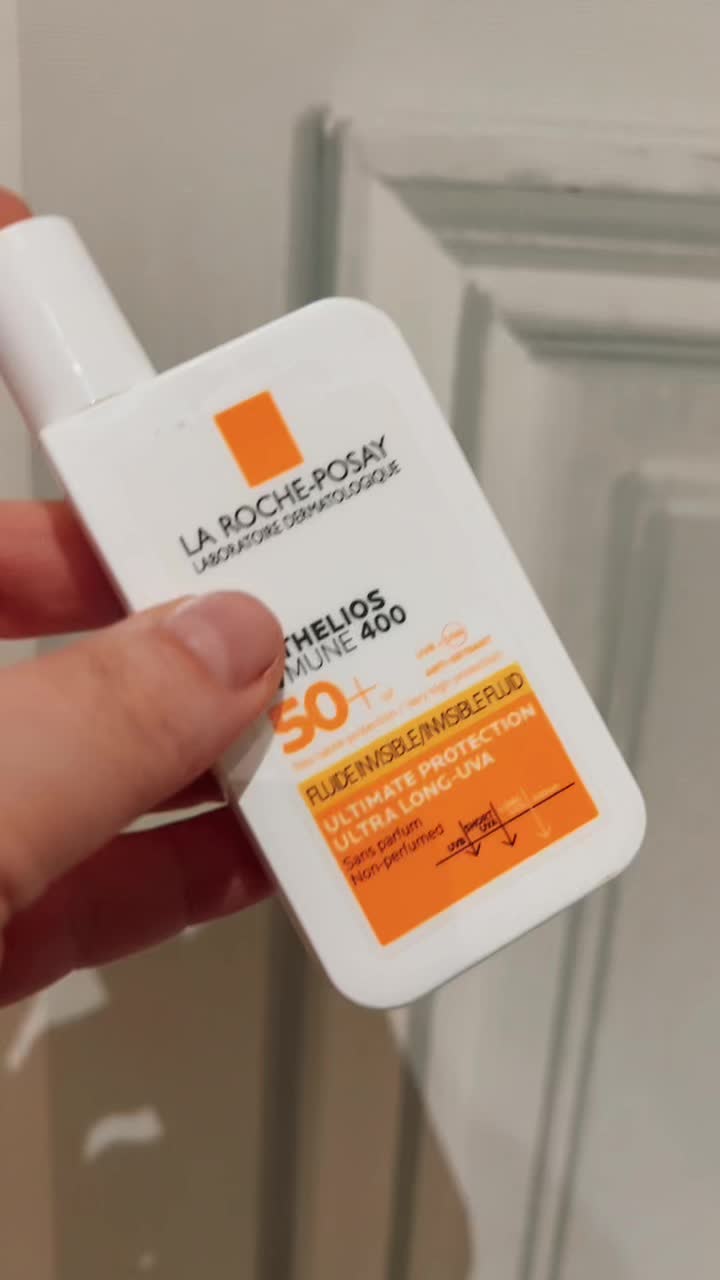 LA ROCHE-POSAY
LABORATOIRE DERMATOLOGIQUE
THELIOS
MUNE 400
50+
FLUIDE INVISIBLE/INVISIBLE FLUID
ULTIMATE PROTECTION
ULTRA LONG-UVA
Sans parfum
Non-perfumed
UVB SHORT UVA